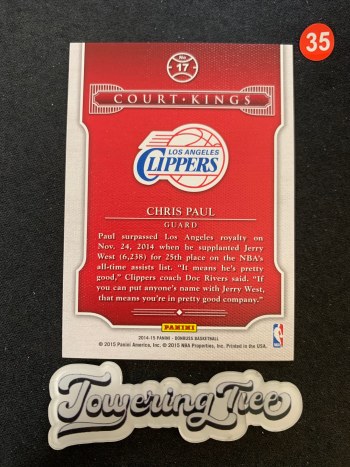 35
No.
17
COURT • KINGS
LOS ANGELES
CLIPPERS
CHRIS PAUL
GUARD
Paul surpassed Los Angeles royalty on
Nov. 24, 2014 when he supplanted Jerry
West (6,238) for 25th place on the NBA's
all-time assists list. “It means he's pretty
good,” Clippers coach Doc Rivers said. “If
you can put anyone's name with Jerry West,
that means you're in pretty good company.”
PANINI
2014-15 PANINI - DONRUSS BASKETBALL
© 2015 Panini America, Inc. © 2015 NBA Properties, Inc. Printed in the USA.
Towering Tree